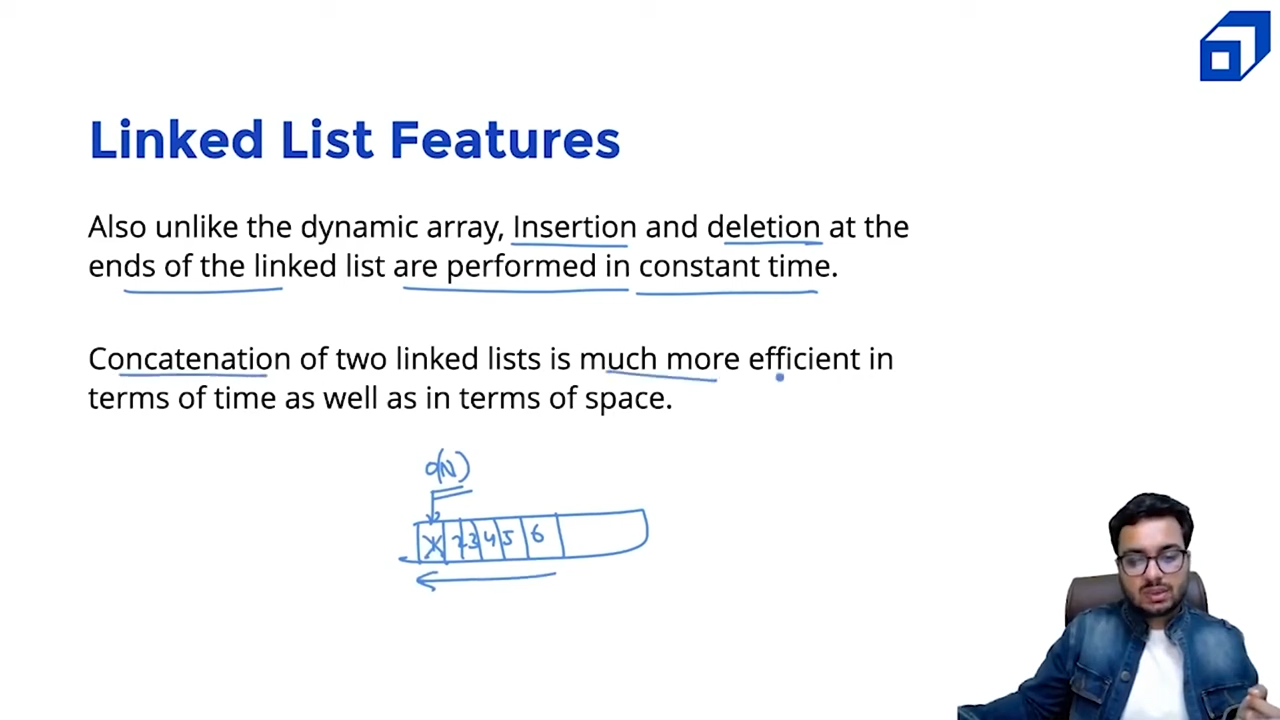 Linked List Features
Also unlike the dynamic array, Insertion and deletion at the
ends of the linked list are performed in constant time.
Concatenation of two linked lists is much more efficient in
terms of time as well as in terms of space.
O(N)
2 3 4 5 6